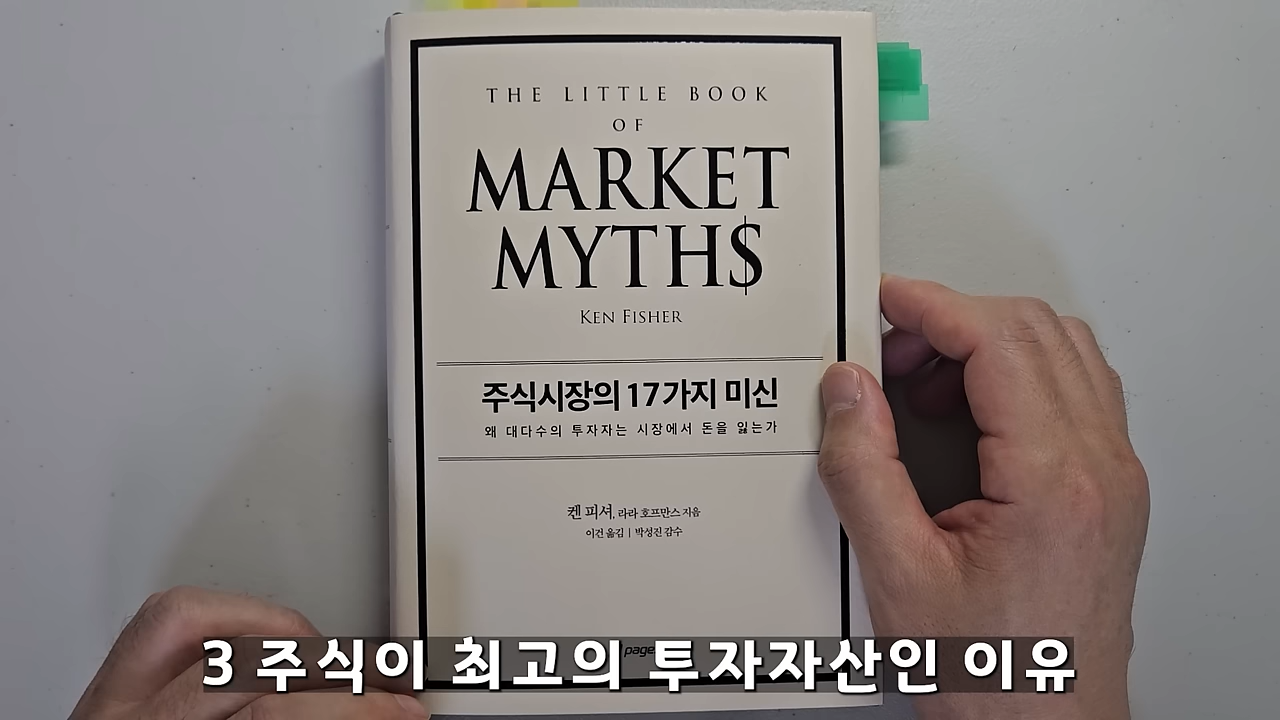 THE LITTLE BOOK
OF
MARKET
MYTH$
KEN FISHER
주식시장의 17가지 미신
왜 대다수의 투자자는 시장에서 돈을 잃는가
켄 피셔, 라라 호프만스 지음
이건 옮김 | 박성진 감수
page
3 주식이 최고의 투자자산인 이유